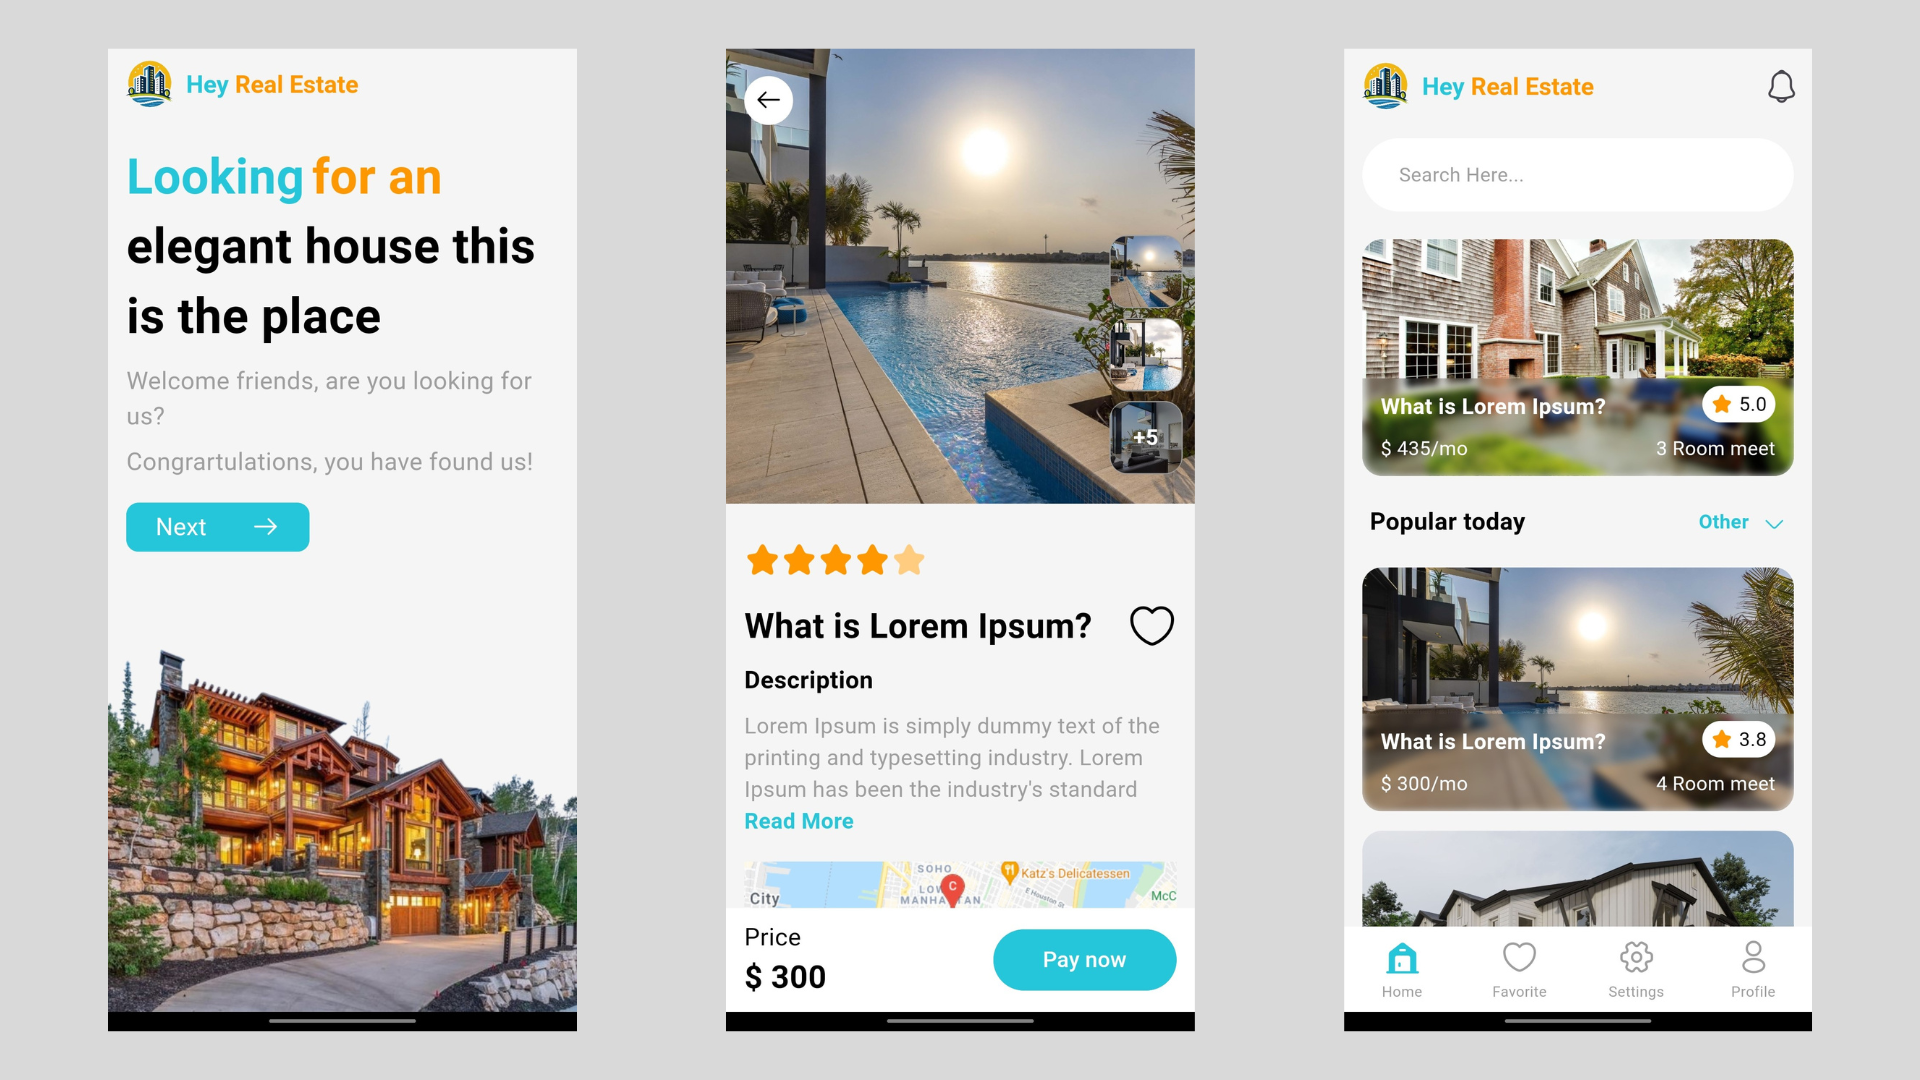 Hey Real Estate
Looking for an
elegant house this
is the place
Welcome friends, are you looking for
us?
Congrartulations, you have found us!
Next
+5
What is Lorem Ipsum?
Description
Lorem Ipsum is simply dummy text of the
printing and typesetting industry. Lorem
Ipsum has been the industry's standard
Read More
SOHO
Katz's Delicatessen
LOW
C
E Houston St
City
MANHATTAN
McC
Price
$ 300
Pay now
Hey Real Estate
Search Here...
What is Lorem Ipsum?
5.0
$ 435/mo
3 Room meet
Popular today
Other
What is Lorem Ipsum?
3.8
$ 300/mo
4 Room meet
Home
Favorite
Settings
Profile